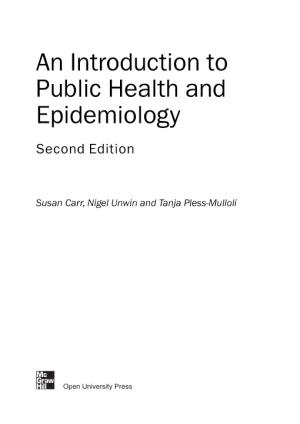 An Introduction to
Public Health and
Epidemiology
Second Edition
Susan Carr, Nigel Unwin and Tanja Pless-Mulloli
Mc
Graw
Hill
Open University Press